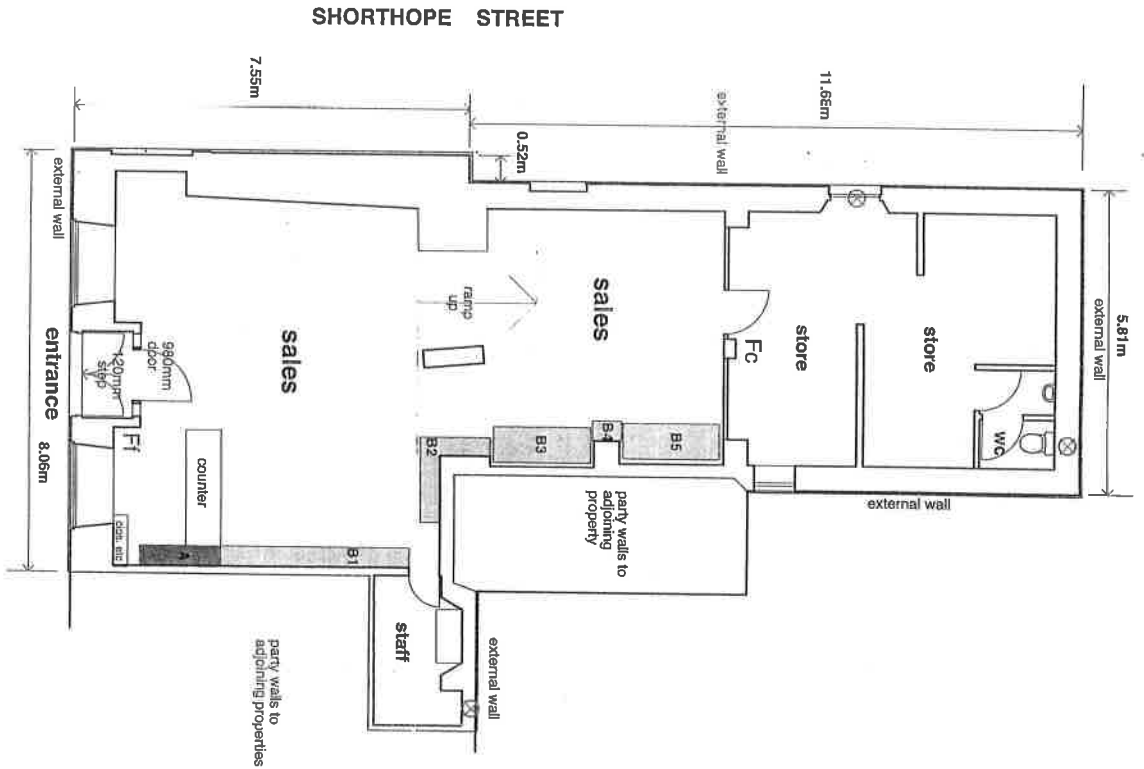 SHORTHOPE STREET
7.55m
11.68m
0.52m
external wall
external wall
5.81m
external wall
sales
sales
ramp
up
store
store
Fc
wc
entrance
980mm
door
120mm
step
Ff
8.06m
counter
A
B1
B2
B3
B4
B5
party walls to
adjoining
property
external wall
staff
external wall
party walls to
adjoining properties